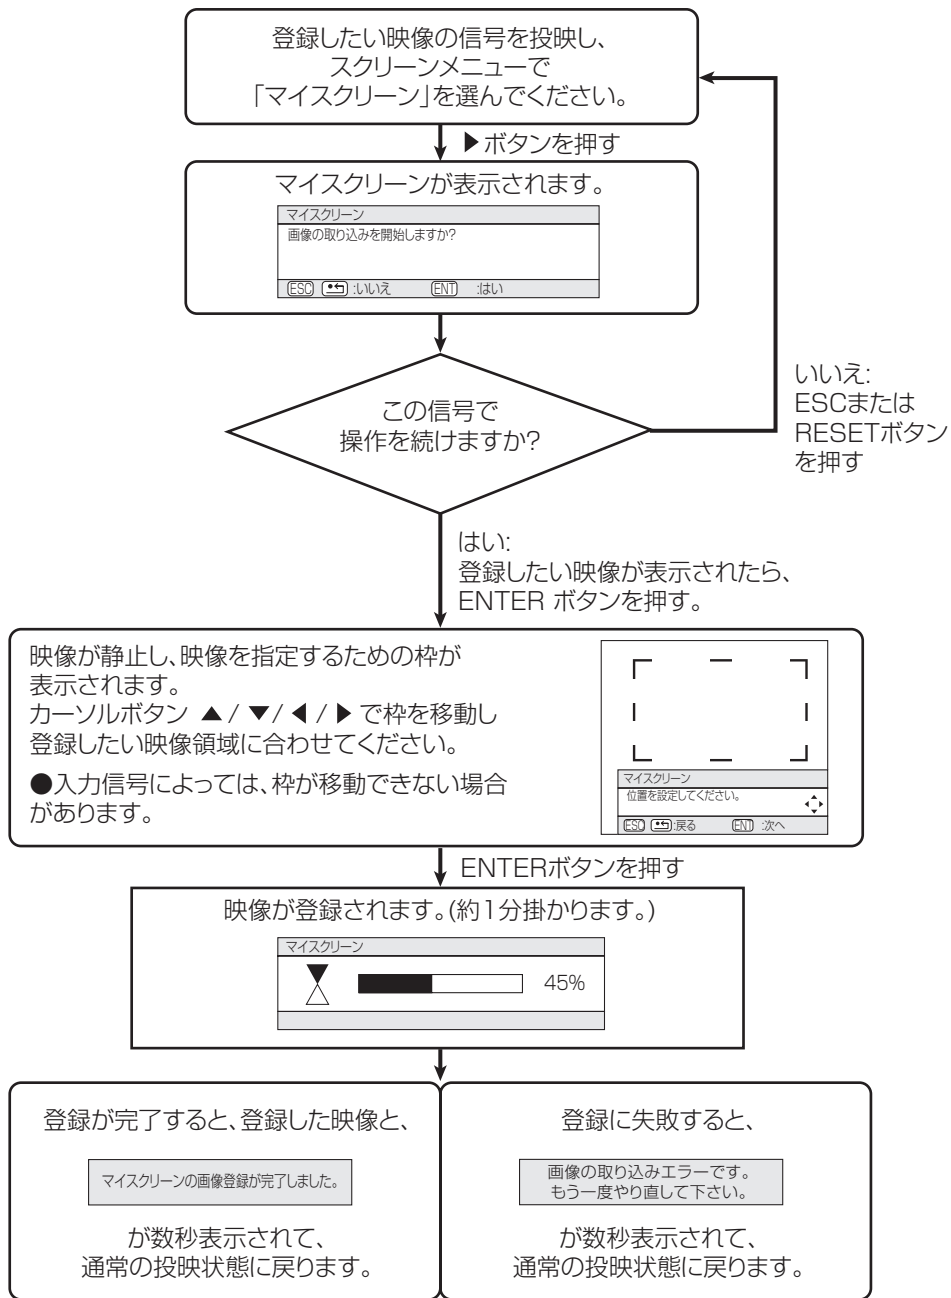 登録したい映像の信号を投映し、
スクリーンメニューで
「マイスクリーン」を選んでください。
▶ボタンを押す
マイスクリーンが表示されます。
マイスクリーン
画像の取り込みを開始しますか?
ESC :いいえ ENT :はい
この信号で
操作を続けますか?
いいえ:
ESCまたは
RESETボタン
を押す
はい:
登録したい映像が表示されたら、
ENTER ボタンを押す。
映像が静止し、映像を指定するための枠が
表示されます。
カーソルボタン ▲/▼/◀/▶で枠を移動し
登録したい映像領域に合わせてください。
●入力信号によっては、枠が移動できない場合
があります。
マイスクリーン
位置を設定してください。
ESC :戻る ENT :次へ
ENTERボタンを押す
映像が登録されます。(約1分掛かります。)
マイスクリーン
45%
登録が完了すると、登録した映像と、
マイスクリーンの画像登録が完了しました。
が数秒表示されて、
通常の投映状態に戻ります。
登録に失敗すると、
画像の取り込みエラーです。
もう一度やり直して下さい。
が数秒表示されて、
通常の投映状態に戻ります。